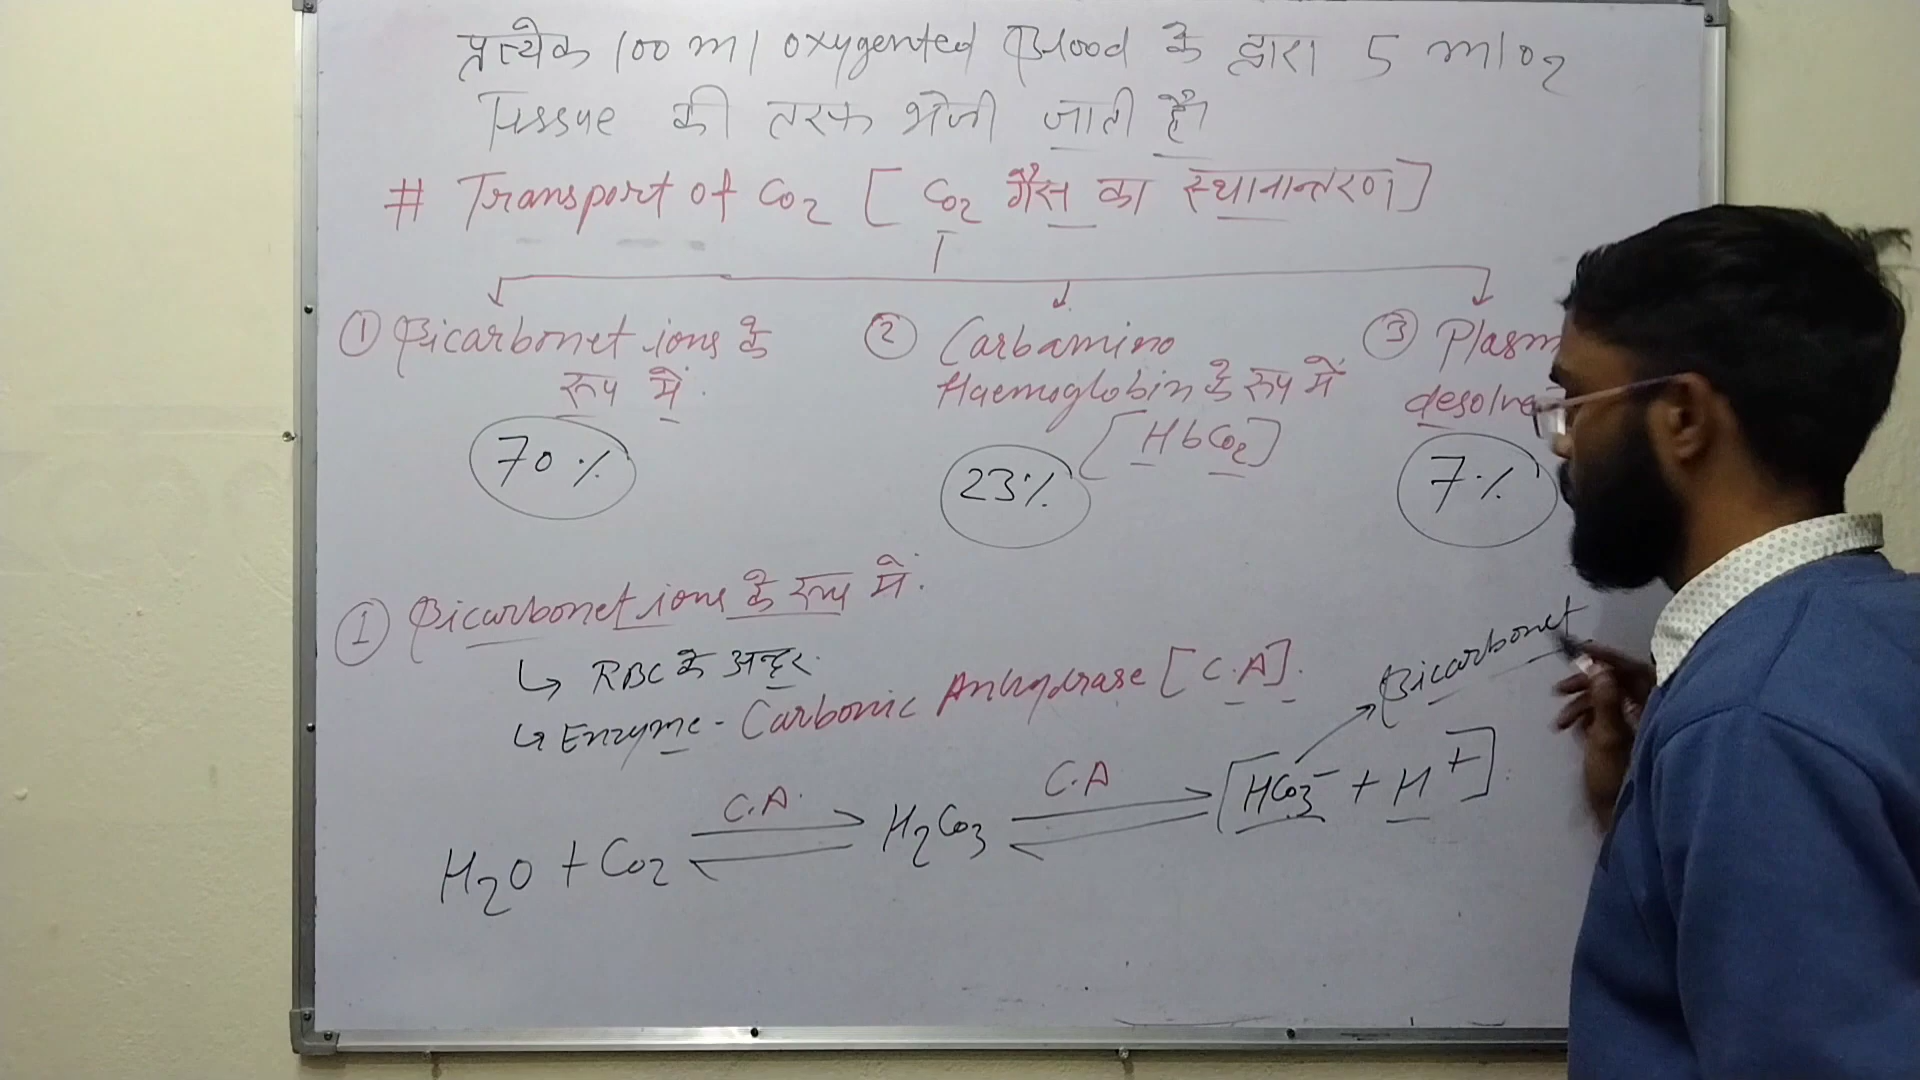 प्रत्येक 100 ml oxygented Blood के द्वारा 5 mlO2
Tissue की तरफ भेजी जाती है।
# Transport of Co2 [ Co2 गैस का स्थानान्तरण ]
① Bicarbonet ions के
रूप में.
70%
② Carbamino
Haemoglobin के रूप में
[HbCo2]
23%
③ Plasm
desolve
7%
① Bicarbonet ions के रूप में.
↳ RBC के अन्दर.
↳ Enzyme - Carbonic Anhydrase [C.A].
Bicarbonet
H2O + Co2 ⇌ C.A. H2Co3 ⇌ C.A [HCo3- + H+].